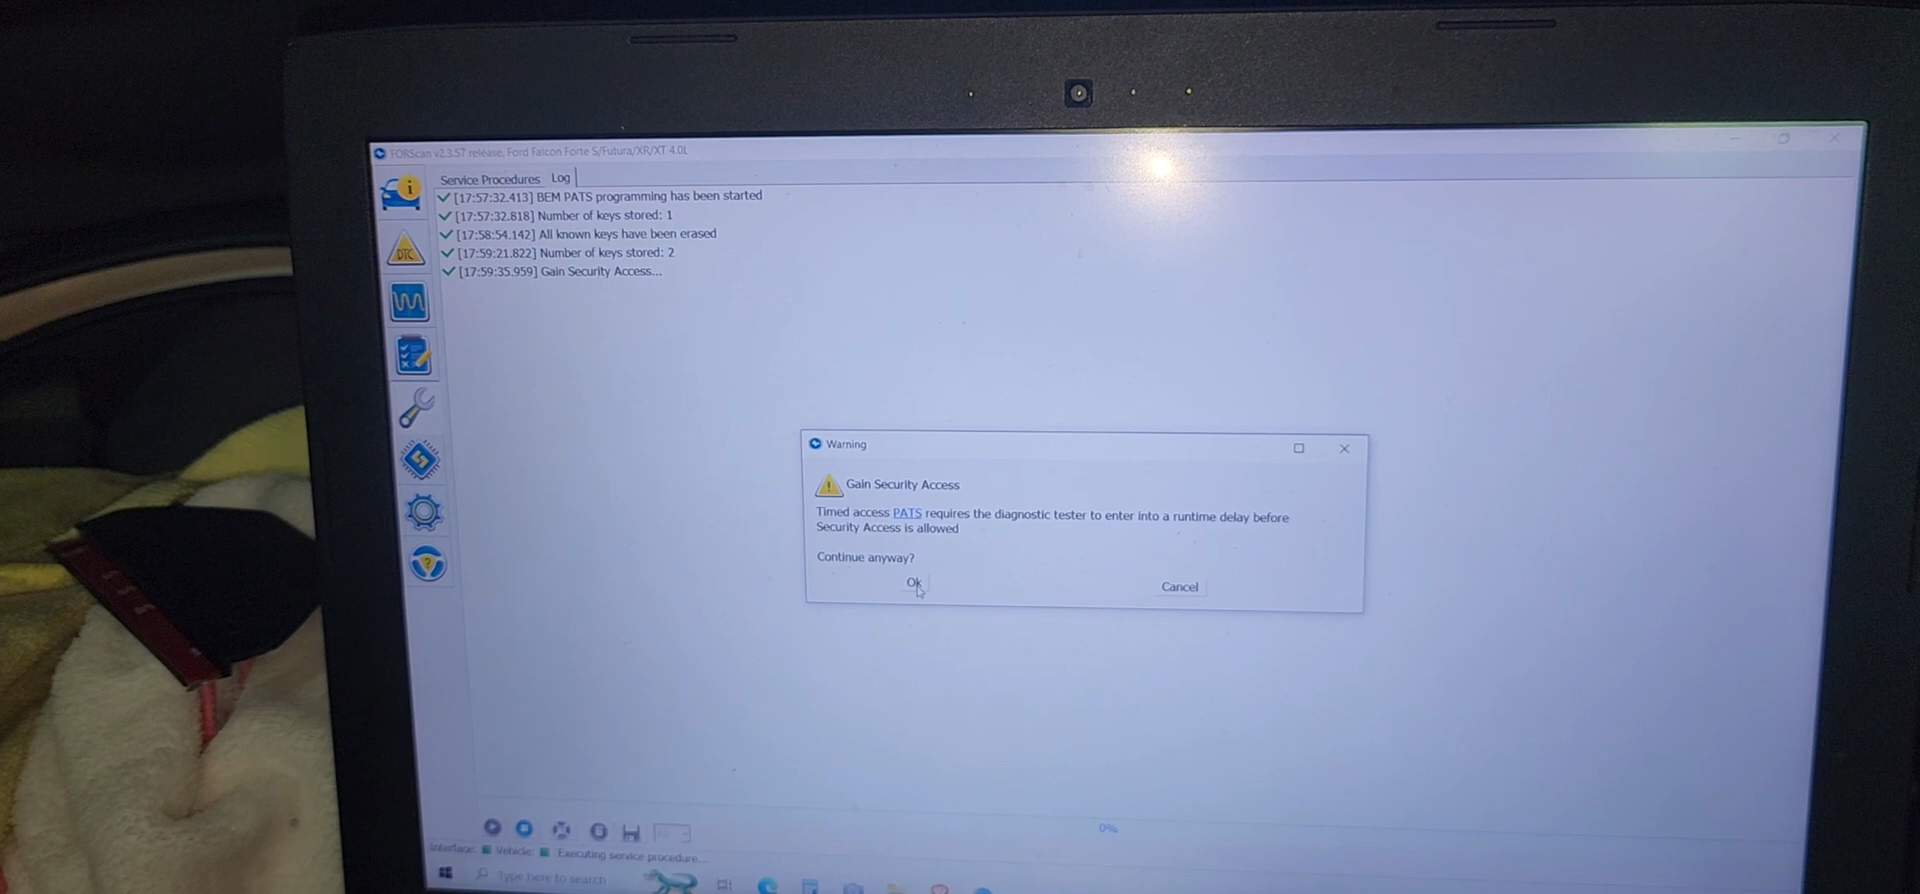 FORScan v2.3.57 release, Ford Falcon Forte S/Futura/XR/XT 4.0L
Service Procedures Log
[17:57:32.413] BEM PATS programming has been started
[17:57:32.818] Number of keys stored: 1
[17:58:54.142] All known keys have been erased
[17:59:21.822] Number of keys stored: 2
[17:59:35.959] Gain Security Access...
DTC
Warning
Gain Security Access
Timed access PATS requires the diagnostic tester to enter into a runtime delay before
Security Access is allowed
Continue anyway?
Ok Cancel
0%
Interface: Vehicle: Executing service procedure...
Type here to search